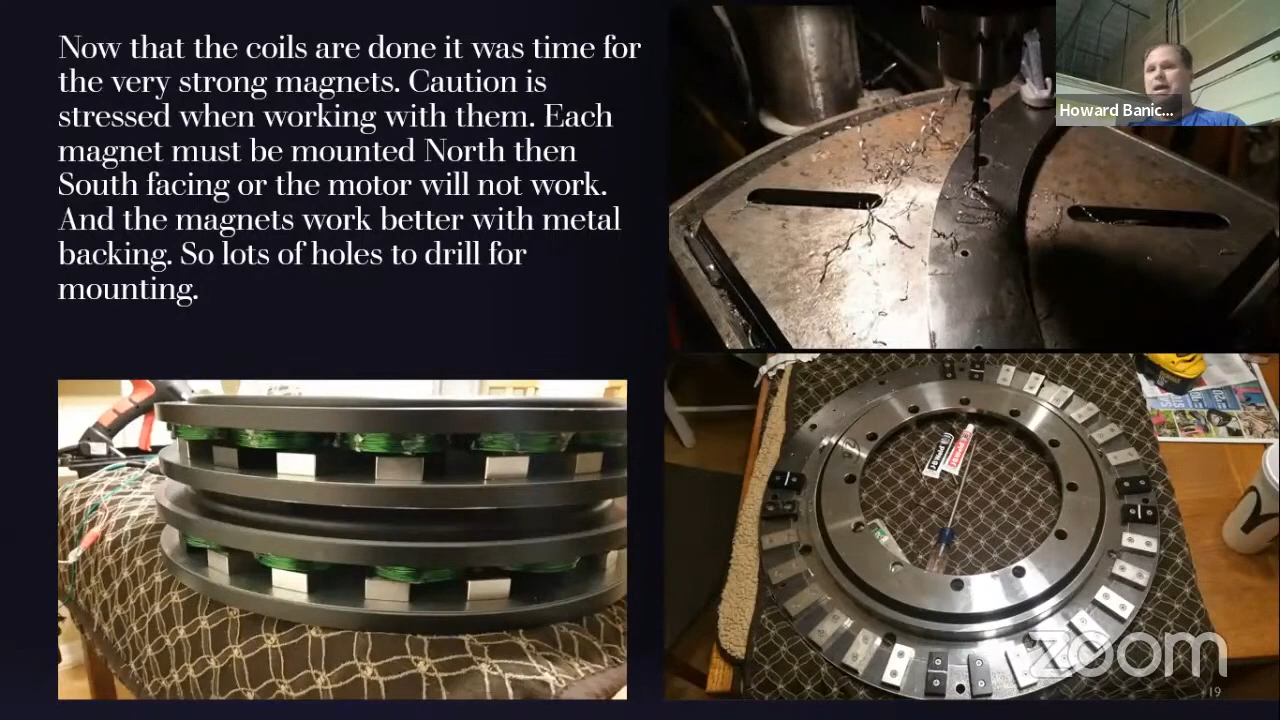 Now that the coils are done it was time for
the very strong magnets. Caution is
stressed when working with them. Each
magnet must be mounted North then
South facing or the motor will not work.
And the magnets work better with metal
backing. So lots of holes to drill for
mounting.
Howard Banic...
zoom
19